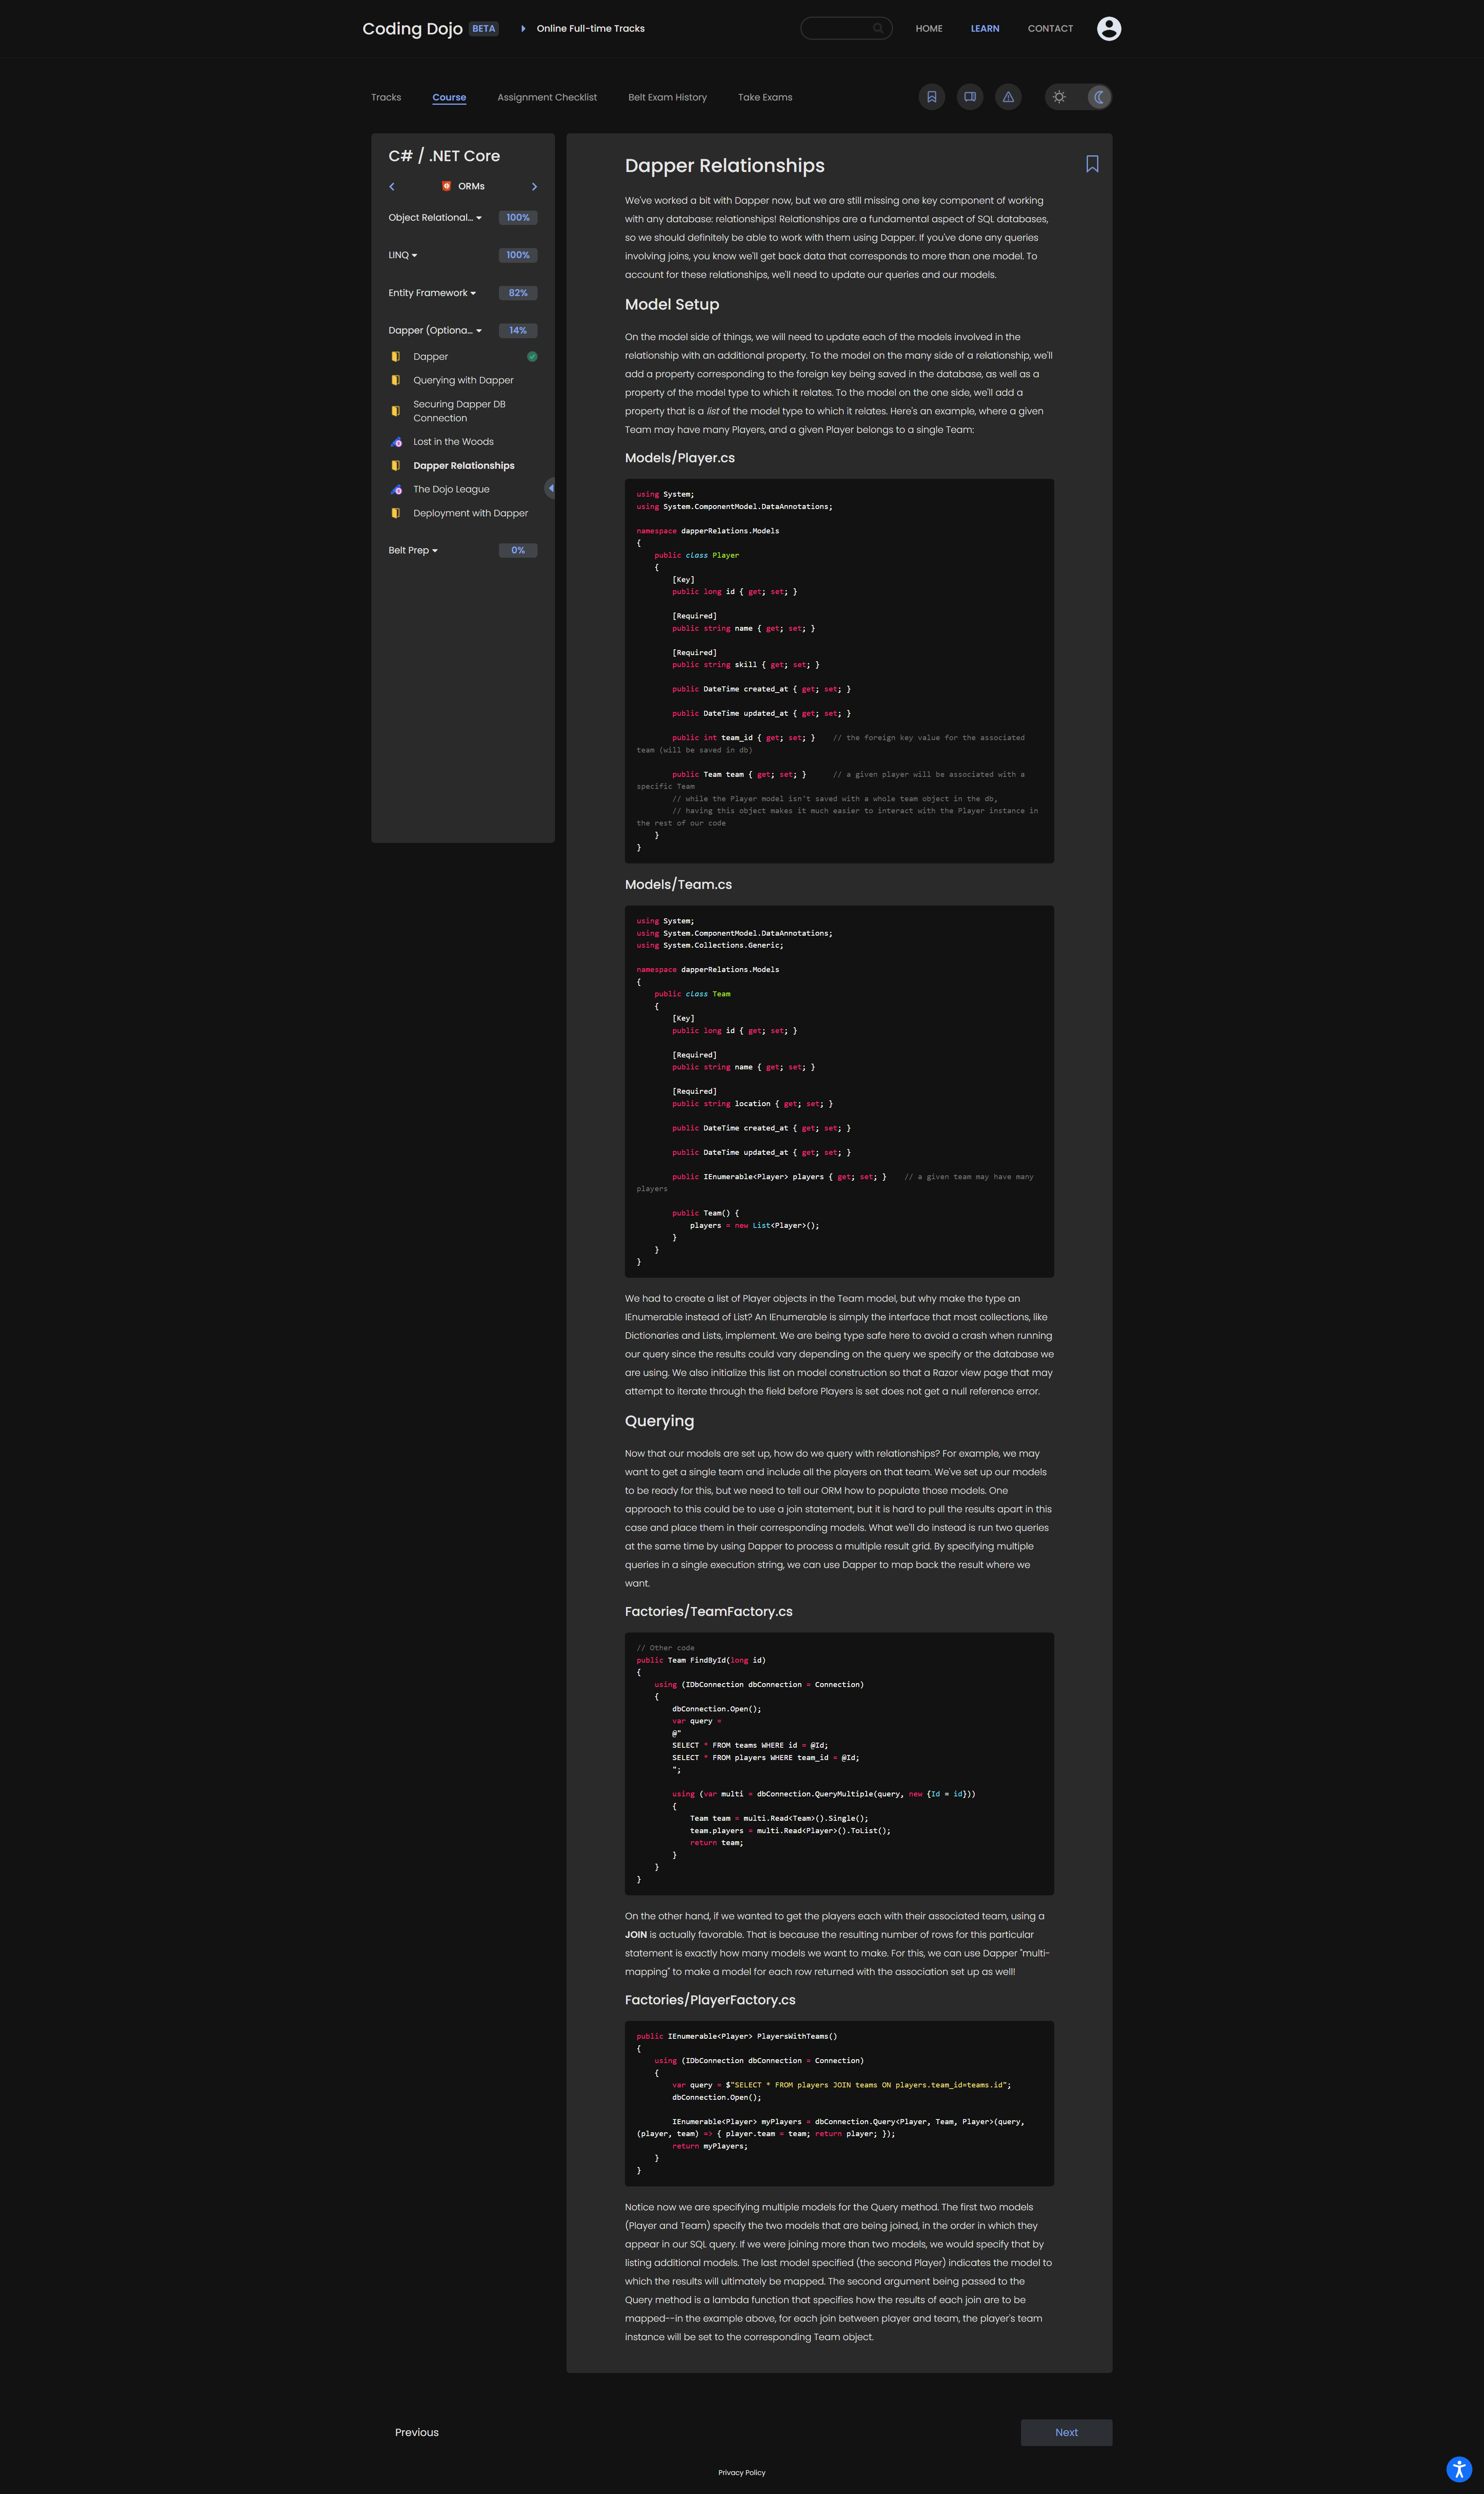 Coding Dojo BETA Online Full-time Tracks HOME LEARN CONTACT
Tracks Course Assignment Checklist Belt Exam History Take Exams
C# / .NET Core
ORMs
Object Relational... 100%
LINQ 100%
Entity Framework 82%
Dapper (Optiona... 14%
Dapper
Querying with Dapper
Securing Dapper DB
Connection
Lost in the Woods
Dapper Relationships
The Dojo League
Deployment with Dapper
Belt Prep 0%
Dapper Relationships
We've worked a bit with Dapper now, but we are still missing one key component of working
with any database: relationships! Relationships are a fundamental aspect of SQL databases,
so we should definitely be able to work with them using Dapper. If you've done any queries
involving joins, you know we'll get back data that corresponds to more than one model. To
account for these relationships, we'll need to update our queries and our models.
Model Setup
On the model side of things, we will need to update each of the models involved in the
relationship with an additional property. To the model on the many side of a relationship, we'll
add a property corresponding to the foreign key being saved in the database, as well as a
property of the model type to which it relates. To the model on the one side, we'll add a
property that is a list of the model type to which it relates. Here's an example, where a given
Team may have many Players, and a given Player belongs to a single Team:
Models/Player.cs
using System;
using System.ComponentModel.DataAnnotations;
namespace dapperRelations.Models
{
    public class Player
    {
        [Key]
        public long id { get; set; }
        [Required]
        public string name { get; set; }
        [Required]
        public string skill { get; set; }
        public DateTime created_at { get; set; }
        public DateTime updated_at { get; set; }
        public int team_id { get; set; }    // the foreign key value for the associated
team (will be saved in db)
        public Team team { get; set; }      // a given player will be associated with a
specific Team
        // while the Player model isn't saved with a whole team object in the db,
        // having this object makes it much easier to interact with the Player instance in
the rest of our code
    }
}
Models/Team.cs
using System;
using System.ComponentModel.DataAnnotations;
using System.Collections.Generic;
namespace dapperRelations.Models
{
    public class Team
    {
        [Key]
        public long id { get; set; }
        [Required]
        public string name { get; set; }
        [Required]
        public string location { get; set; }
        public DateTime created_at { get; set; }
        public DateTime updated_at { get; set; }
        public IEnumerable<Player> players { get; set; }    // a given team may have many
players
        public Team() {
            players = new List<Player>();
        }
    }
}
We had to create a list of Player objects in the Team model, but why make the type an
IEnumerable instead of List? An IEnumerable is simply the interface that most collections, like
Dictionaries and Lists, implement. We are being type safe here to avoid a crash when running
our query since the results could vary depending on the query we specify or the database we
are using. We also initialize this list on model construction so that a Razor view page that may
attempt to iterate through the field before Players is set does not get a null reference error.
Querying
Now that our models are set up, how do we query with relationships? For example, we may
want to get a single team and include all the players on that team. We've set up our models
to be ready for this, but we need to tell our ORM how to populate those models. One
approach to this could be to use a join statement, but it is hard to pull the results apart in this
case and place them in their corresponding models. What we'll do instead is run two queries
at the same time by using Dapper to process a multiple result grid. By specifying multiple
queries in a single execution string, we can use Dapper to map back the result where we
want.
Factories/TeamFactory.cs
// Other code
public Team FindById(long id)
{
    using (IDbConnection dbConnection = Connection)
    {
        dbConnection.Open();
        var query =
        @"
        SELECT * FROM teams WHERE id = @Id;
        SELECT * FROM players WHERE team_id = @Id;
        ";
        using (var multi = dbConnection.QueryMultiple(query, new {Id = id}))
        {
            Team team = multi.Read<Team>().Single();
            team.players = multi.Read<Player>().ToList();
            return team;
        }
    }
}
On the other hand, if we wanted to get the players each with their associated team, using a
JOIN is actually favorable. That is because the resulting number of rows for this particular
statement is exactly how many models we want to make. For this, we can use Dapper "multi-
mapping" to make a model for each row returned with the association set up as well!
Factories/PlayerFactory.cs
public IEnumerable<Player> PlayersWithTeams()
{
    using (IDbConnection dbConnection = Connection)
    {
        var query = $"SELECT * FROM players JOIN teams ON players.team_id=teams.id";
        dbConnection.Open();
        IEnumerable<Player> myPlayers = dbConnection.Query<Player, Team, Player>(query,
(player, team) => { player.team = team; return player; });
        return myPlayers;
    }
}
Notice now we are specifying multiple models for the Query method. The first two models
(Player and Team) specify the two models that are being joined, in the order in which they
appear in our SQL query. If we were joining more than two models, we would specify that by
listing additional models. The last model specified (the second Player) indicates the model to
which the results will ultimately be mapped. The second argument being passed to the
Query method is a lambda function that specifies how the results of each join are to be
mapped--in the example above, for each join between player and team, the player's team
instance will be set to the corresponding Team object.
Previous Next
Privacy Policy